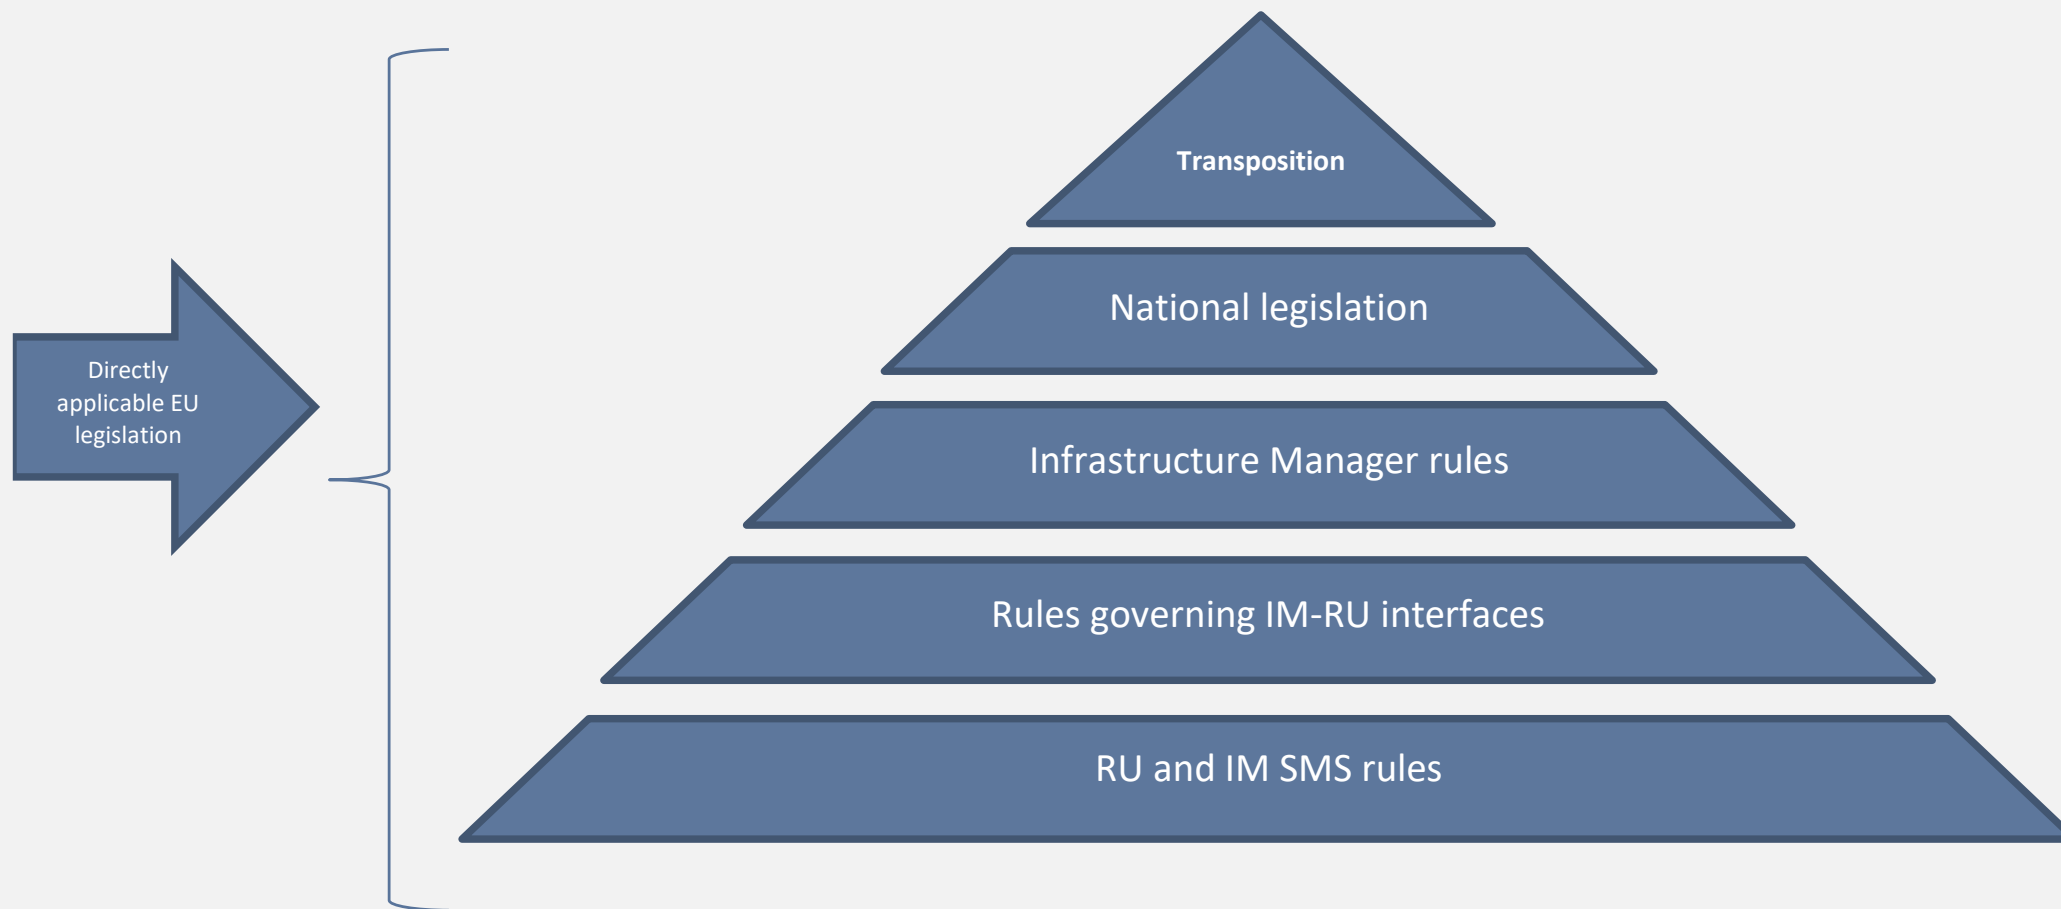 Transposition
National legislation
Directly
applicable EU
legislation
Infrastructure Manager rules
Rules governing IM-RU interfaces
RU and IM SMS rules